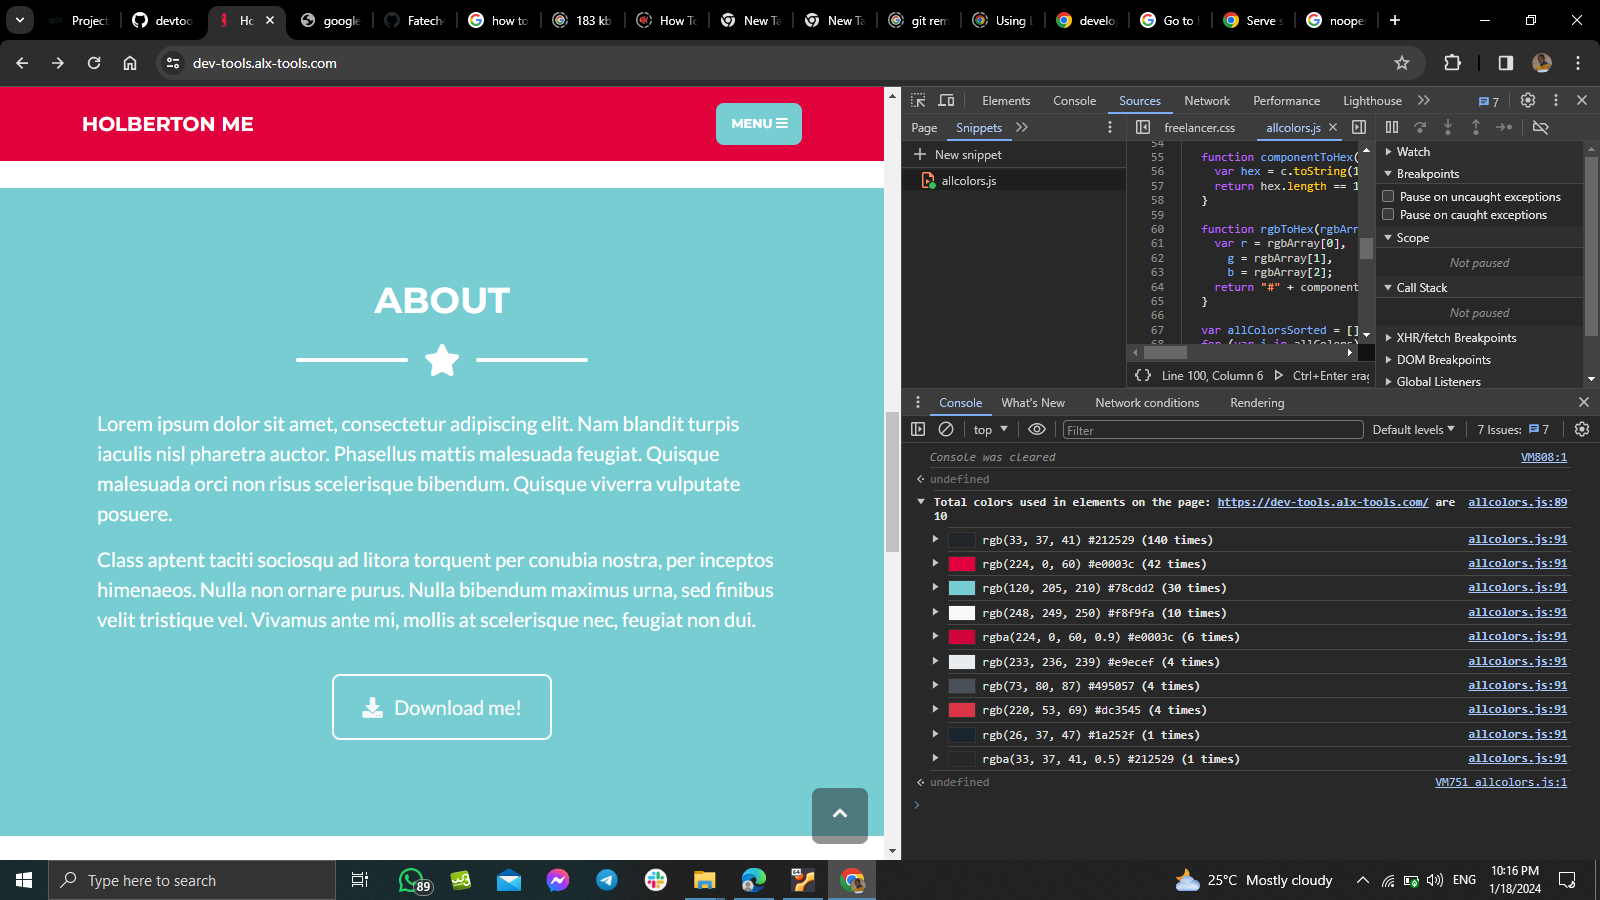 Project
devtoo
Ho
google
Fatech
how to
183 kb
How To
New Ta
New Ta
git rem
Using
develo
Go to
Serve s
noope
dev-tools.alx-tools.com
HOLBERTON ME
MENU
ABOUT
Lorem ipsum dolor sit amet, consectetur adipiscing elit. Nam blandit turpis
iaculis nisl pharetra auctor. Phasellus mattis malesuada feugiat. Quisque
malesuada orci non risus scelerisque bibendum. Quisque viverra vulputate
posuere.
Class aptent taciti sociosqu ad litora torquent per conubia nostra, per inceptos
himenaeos. Nulla non ornare purus. Nulla bibendum maximus urna, sed finibus
velit tristique vel. Vivamus ante mi, mollis at scelerisque nec, feugiat non dui.
Download me!
Elements Console Sources Network Performance Lighthouse 7
Page Snippets
New snippet
allcolors.js
freelancer.css allcolors.js
54
55 function componentToHex(
56 var hex = c.toString(1
57 return hex.length == 1
58 }
59
60 function rgbToHex(rgbArr
61 var r = rgbArray[0],
62 g = rgbArray[1],
63 b = rgbArray[2];
64 return "#" + component
65 }
66
67 var allColorsSorted = []
68 for (var i in allColors)
{} Line 100, Column 6 Ctrl+Enter
Watch
Breakpoints
Pause on uncaught exceptions
Pause on caught exceptions
Scope
Not paused
Call Stack
Not paused
XHR/fetch Breakpoints
DOM Breakpoints
Global Listeners
Console What's New Network conditions Rendering
top Filter Default levels 7 Issues: 7
Console was cleared VM808:1
undefined
Total colors used in elements on the page: https://dev-tools.alx-tools.com/ are allcolors.js:89
10
rgb(33, 37, 41) #212529 (140 times) allcolors.js:91
rgb(224, 0, 60) #e0003c (42 times) allcolors.js:91
rgb(120, 205, 210) #78cdd2 (30 times) allcolors.js:91
rgb(248, 249, 250) #f8f9fa (10 times) allcolors.js:91
rgba(224, 0, 60, 0.9) #e0003c (6 times) allcolors.js:91
rgb(233, 236, 239) #e9ecef (4 times) allcolors.js:91
rgb(73, 80, 87) #495057 (4 times) allcolors.js:91
rgb(220, 53, 69) #dc3545 (4 times) allcolors.js:91
rgb(26, 37, 47) #1a252f (1 times) allcolors.js:91
rgba(33, 37, 41, 0.5) #212529 (1 times) allcolors.js:91
undefined VM751 allcolors.js:1
Type here to search
89
25°C Mostly cloudy
ENG
10:16 PM
1/18/2024